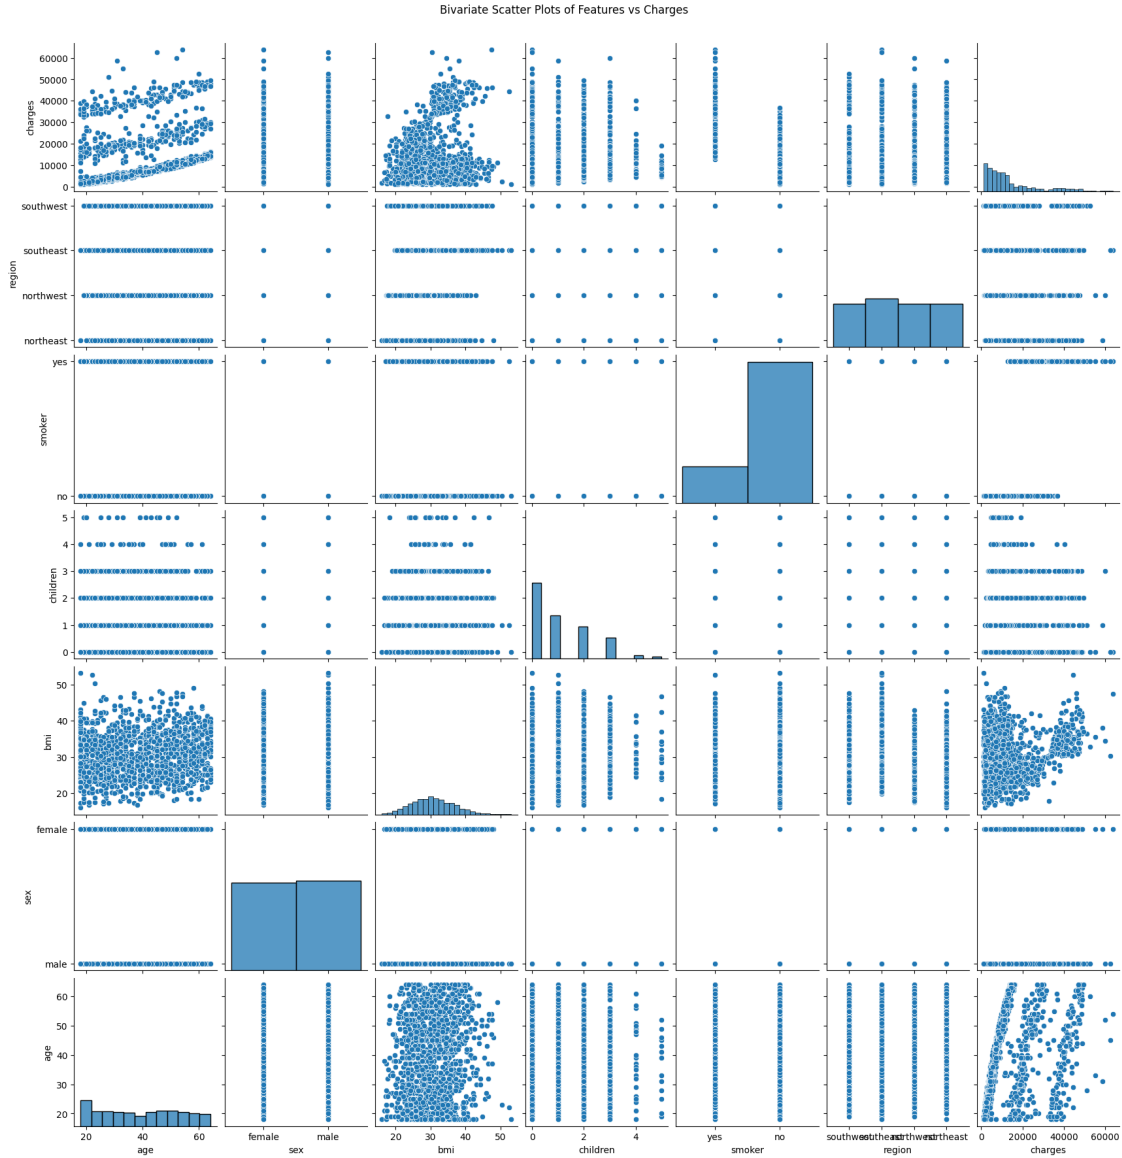 Bivariate Scatter Plots of Features vs Charges
60000
50000
40000
30000
20000
10000
0
charges
southwest
southeast
northwest
northeast
region
yes
no
smoker
5
4
3
2
1
0
children
50
40
30
20
bmi
female
male
sex
60
50
40
30
20
age
20 40 60
female male
20 30 40 50
0 2 4
yes no
southwest southeast northwest northeast
0 20000 40000 60000
age sex bmi children smoker region charges